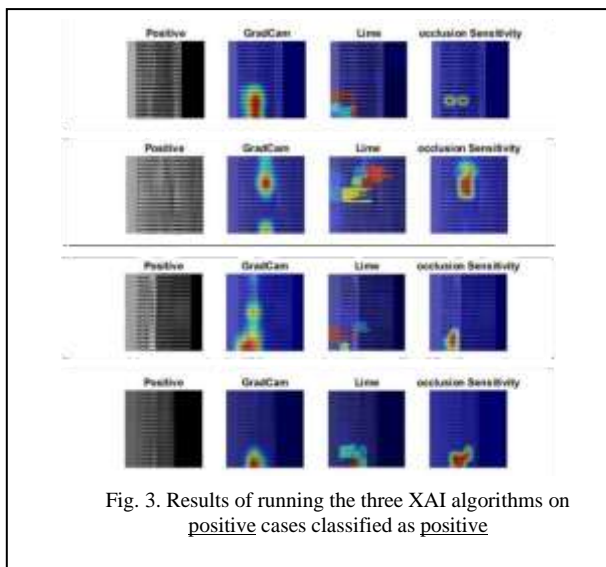 Positive GradCam Lime occlusion Sensitivity
Positive GradCam Lime occlusion Sensitivity
Positive GradCam Lime occlusion Sensitivity
Positive GradCam Lime occlusion Sensitivity
Fig. 3. Results of running the three XAI algorithms on
positive cases classified as positive